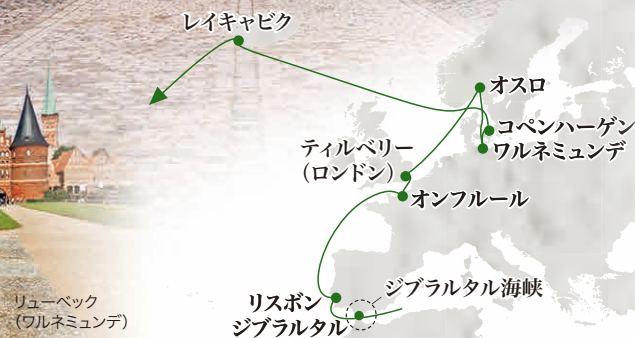 レイキャビク
オスロ
コペンハーゲン
ワルネミュンデ
ティルベリー
（ロンドン）
オンフルール
ジブラルタル海峡
リスボン
ジブラルタル
リューベック
（ワルネミュンデ）